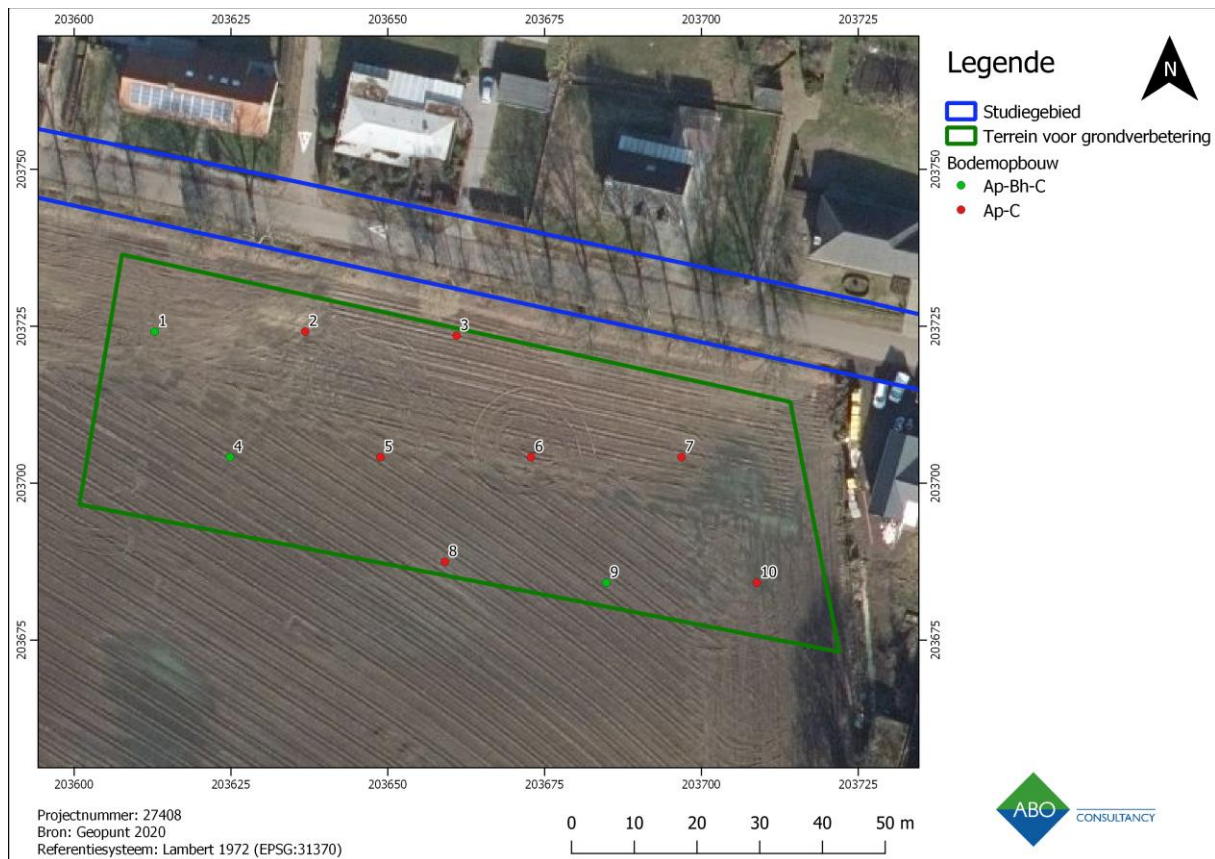 203600 203625 203650 203675 203700 203725
Legende
N
Studiegebied
Terrein voor grondverbetering
Bodemopbouw
Ap-Bh-C
Ap-C
203750 203750
203725 203725
1 2 3
4 5 6 7
203700 203700
8 9 10
203675 203675
203600 203625 203650 203675 203700 203725
Projectnummer: 27408
Bron: Geopunt 2020
Referentiesysteem: Lambert 1972 (EPSG:31370)
0 10 20 30 40 50 m
ABO CONSULTANCY